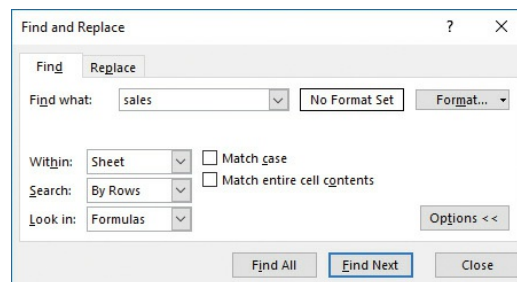 Find and Replace ? X
Find Replace
Find what: sales No Format Set Format...
Within: Sheet Match case
Search: By Rows Match entire cell contents
Look in: Formulas Options <<
Find All Find Next Close